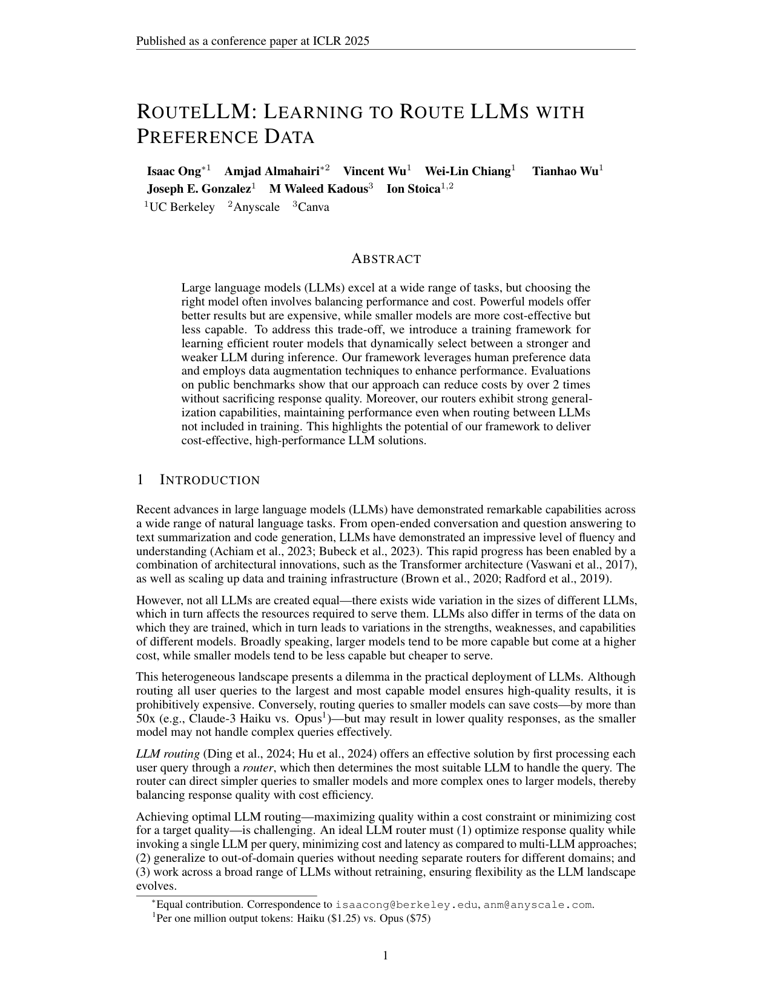 Published as a conference paper at ICLR 2025
ROUTELLM: LEARNING TO ROUTE LLMS WITH
PREFERENCE DATA
Isaac Ong*1 Amjad Almahairi*2 Vincent Wu1 Wei-Lin Chiang1 Tianhao Wu1
Joseph E. Gonzalez1 M Waleed Kadous3 Ion Stoica1,2
1UC Berkeley 2Anyscale 3Canva
ABSTRACT
Large language models (LLMs) excel at a wide range of tasks, but choosing the
right model often involves balancing performance and cost. Powerful models offer
better results but are expensive, while smaller models are more cost-effective but
less capable. To address this trade-off, we introduce a training framework for
learning efficient router models that dynamically select between a stronger and
weaker LLM during inference. Our framework leverages human preference data
and employs data augmentation techniques to enhance performance. Evaluations
on public benchmarks show that our approach can reduce costs by over 2 times
without sacrificing response quality. Moreover, our routers exhibit strong general-
ization capabilities, maintaining performance even when routing between LLMs
not included in training. This highlights the potential of our framework to deliver
cost-effective, high-performance LLM solutions.
1 INTRODUCTION
Recent advances in large language models (LLMs) have demonstrated remarkable capabilities across
a wide range of natural language tasks. From open-ended conversation and question answering to
text summarization and code generation, LLMs have demonstrated an impressive level of fluency and
understanding (Achiam et al., 2023; Bubeck et al., 2023). This rapid progress has been enabled by a
combination of architectural innovations, such as the Transformer architecture (Vaswani et al., 2017),
as well as scaling up data and training infrastructure (Brown et al., 2020; Radford et al., 2019).
However, not all LLMs are created equal—there exists wide variation in the sizes of different LLMs,
which in turn affects the resources required to serve them. LLMs also differ in terms of the data on
which they are trained, which in turn leads to variations in the strengths, weaknesses, and capabilities
of different models. Broadly speaking, larger models tend to be more capable but come at a higher
cost, while smaller models tend to be less capable but cheaper to serve.
This heterogeneous landscape presents a dilemma in the practical deployment of LLMs. Although
routing all user queries to the largest and most capable model ensures high-quality results, it is
prohibitively expensive. Conversely, routing queries to smaller models can save costs—by more than
50x (e.g., Claude-3 Haiku vs. Opus1)—but may result in lower quality responses, as the smaller
model may not handle complex queries effectively.
LLM routing (Ding et al., 2024; Hu et al., 2024) offers an effective solution by first processing each
user query through a router, which then determines the most suitable LLM to handle the query. The
router can direct simpler queries to smaller models and more complex ones to larger models, thereby
balancing response quality with cost efficiency.
Achieving optimal LLM routing—maximizing quality within a cost constraint or minimizing cost
for a target quality—is challenging. An ideal LLM router must (1) optimize response quality while
invoking a single LLM per query, minimizing cost and latency as compared to multi-LLM approaches;
(2) generalize to out-of-domain queries without needing separate routers for different domains; and
(3) work across a broad range of LLMs without retraining, ensuring flexibility as the LLM landscape
evolves.
*Equal contribution. Correspondence to isaacong@berkeley.edu, anm@anyscale.com.
1Per one million output tokens: Haiku ($1.25) vs. Opus ($75)
1